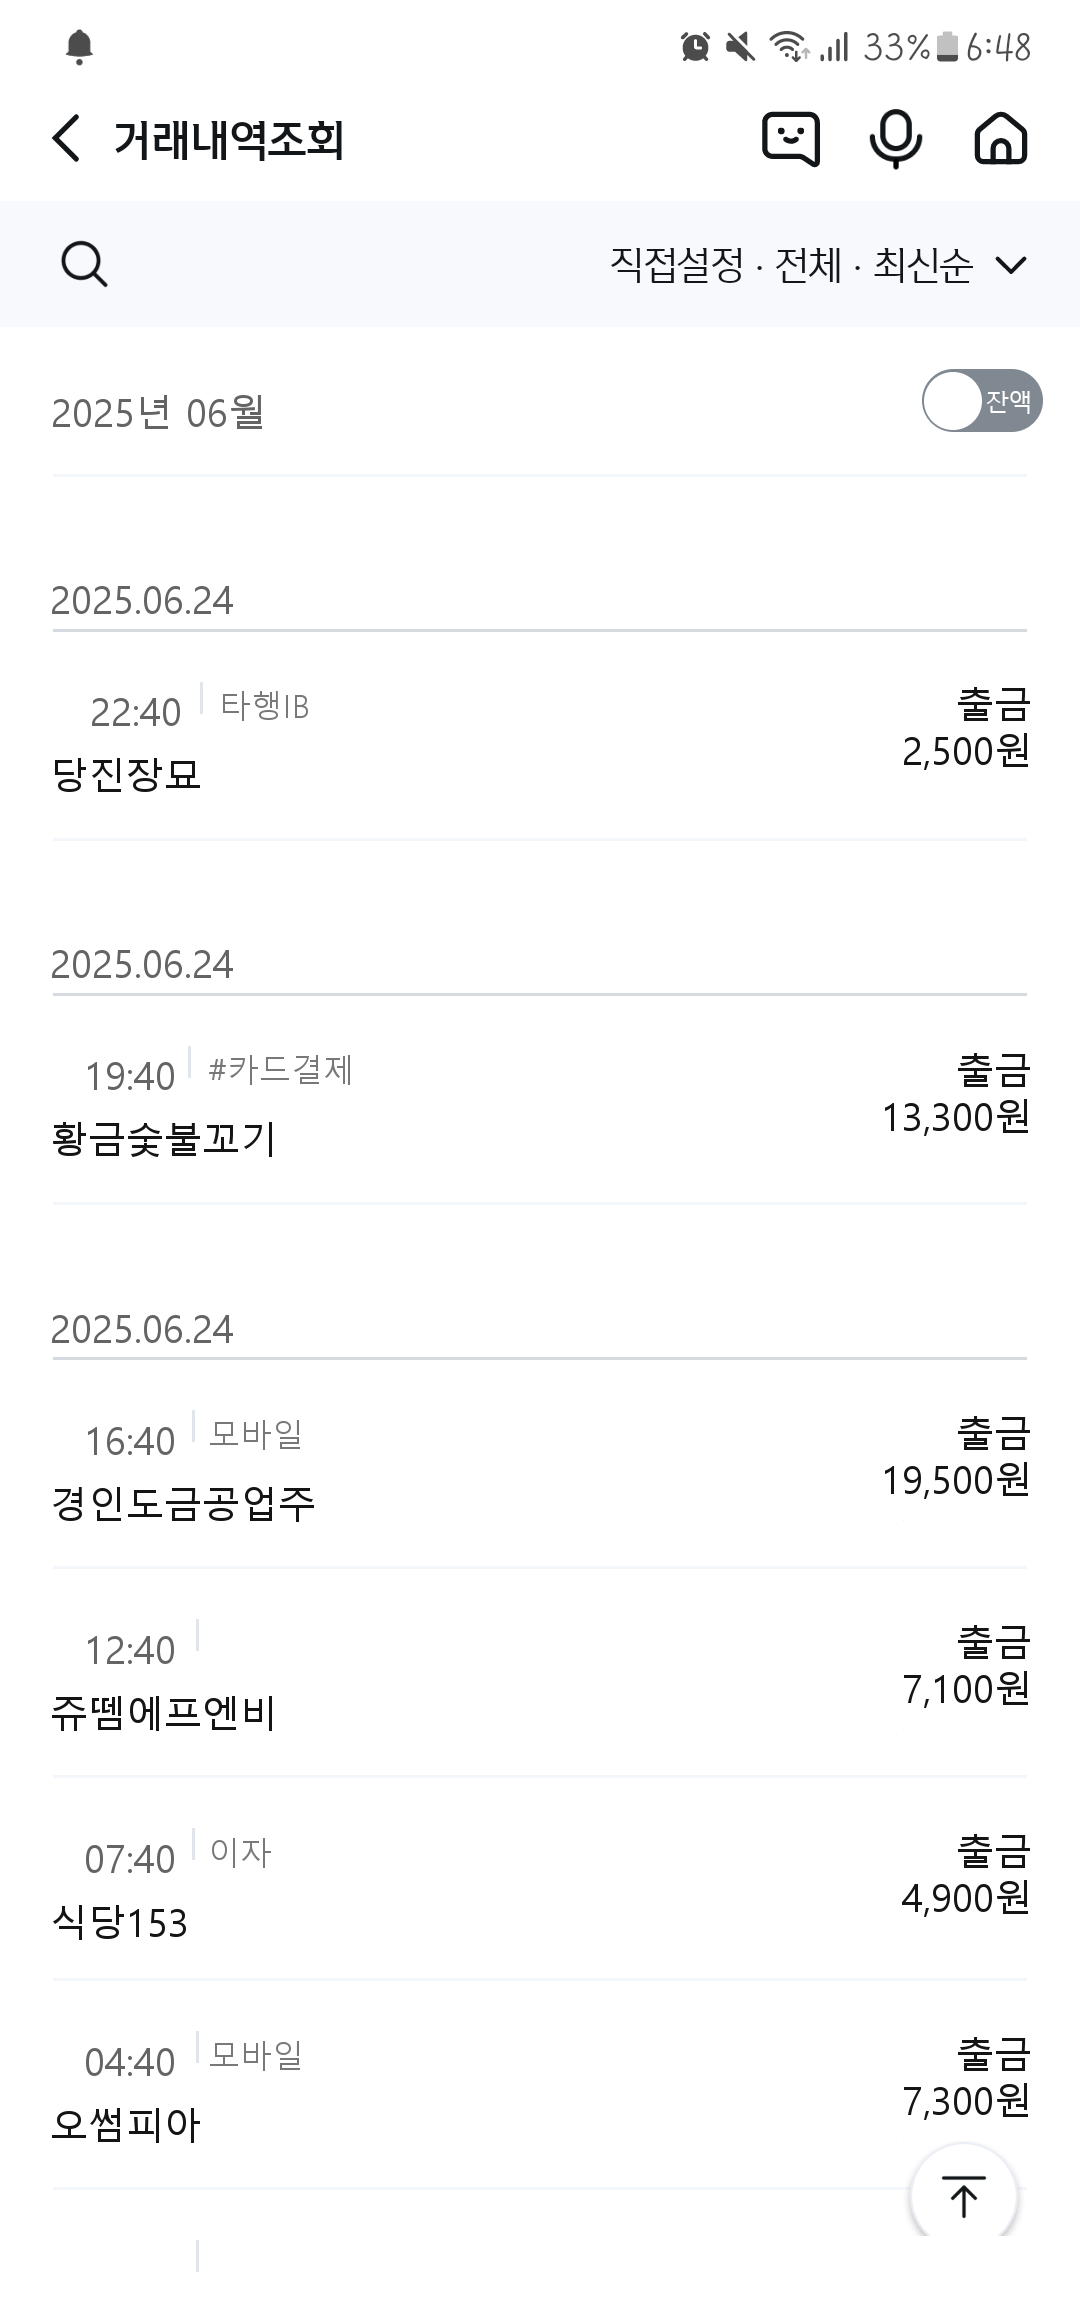 33% 6:48
거래내역조회
직접설정 · 전체 · 최신순
2025년 06월
잔액
2025.06.24
22:40 타행IB
출금
2,500원
당진장묘
2025.06.24
19:40 #카드결제
출금
13,300원
황금숯불꼬기
2025.06.24
16:40 모바일
출금
19,500원
경인도금공업주
12:40
출금
7,100원
쥬뗌에프엔비
07:40 이자
출금
4,900원
식당153
04:40 모바일
출금
7,300원
오썸피아